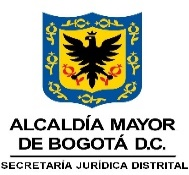 ALCALDÍA MAYOR
DE BOGOTÁ D.C.
SECRETARÍA JURÍDICA DISTRITAL